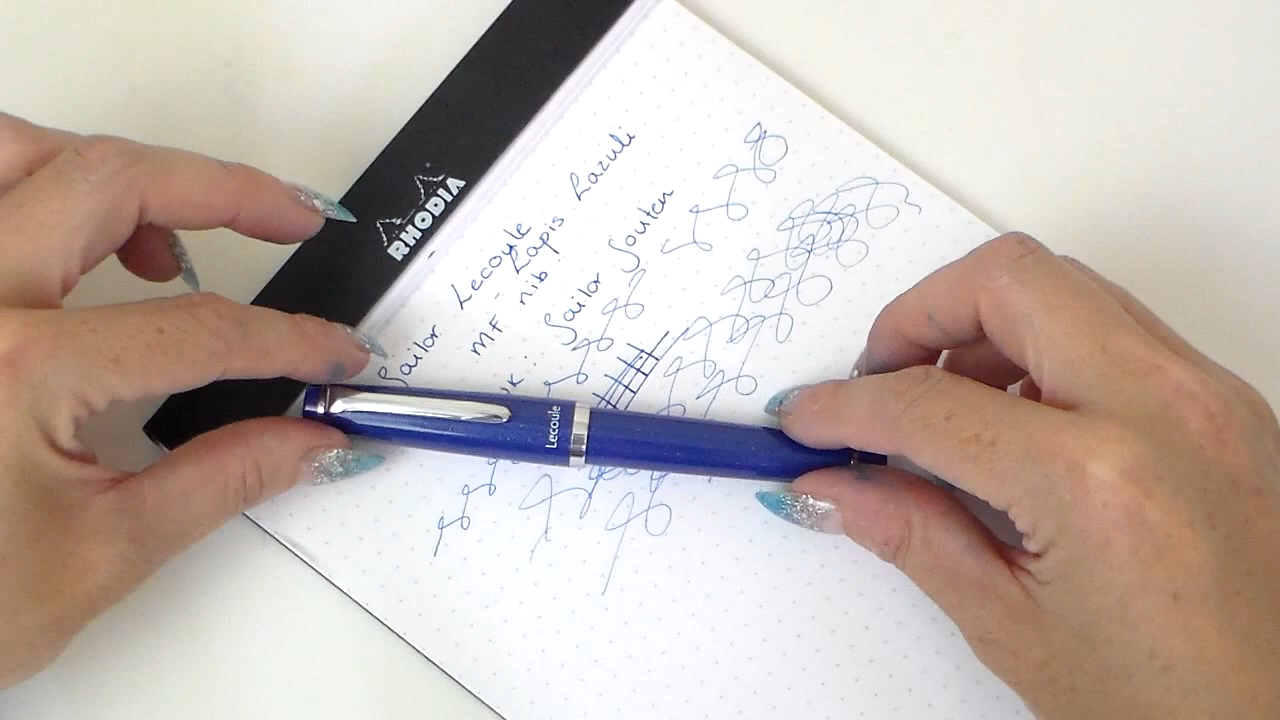 RHODIA
Sailor Lecoule
MF - Lapis Lazuli
nib
Sailor Souten
Lecoule